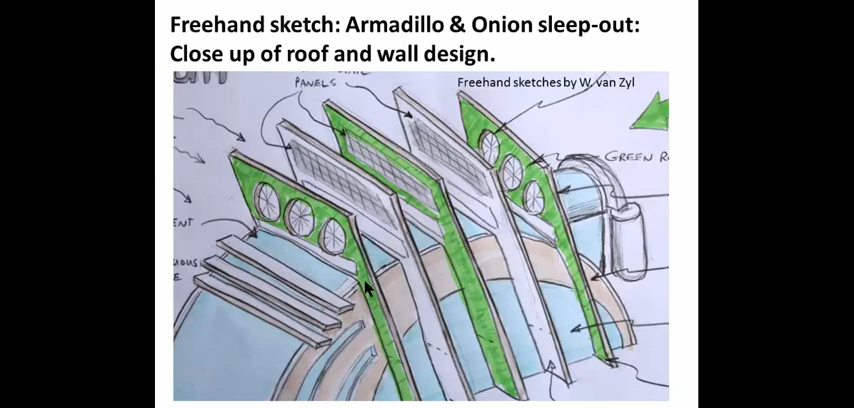 Freehand sketch: Armadillo & Onion sleep-out:
Close up of roof and wall design.
Freehand sketches by W. van Zyl
PANELS
GREEN